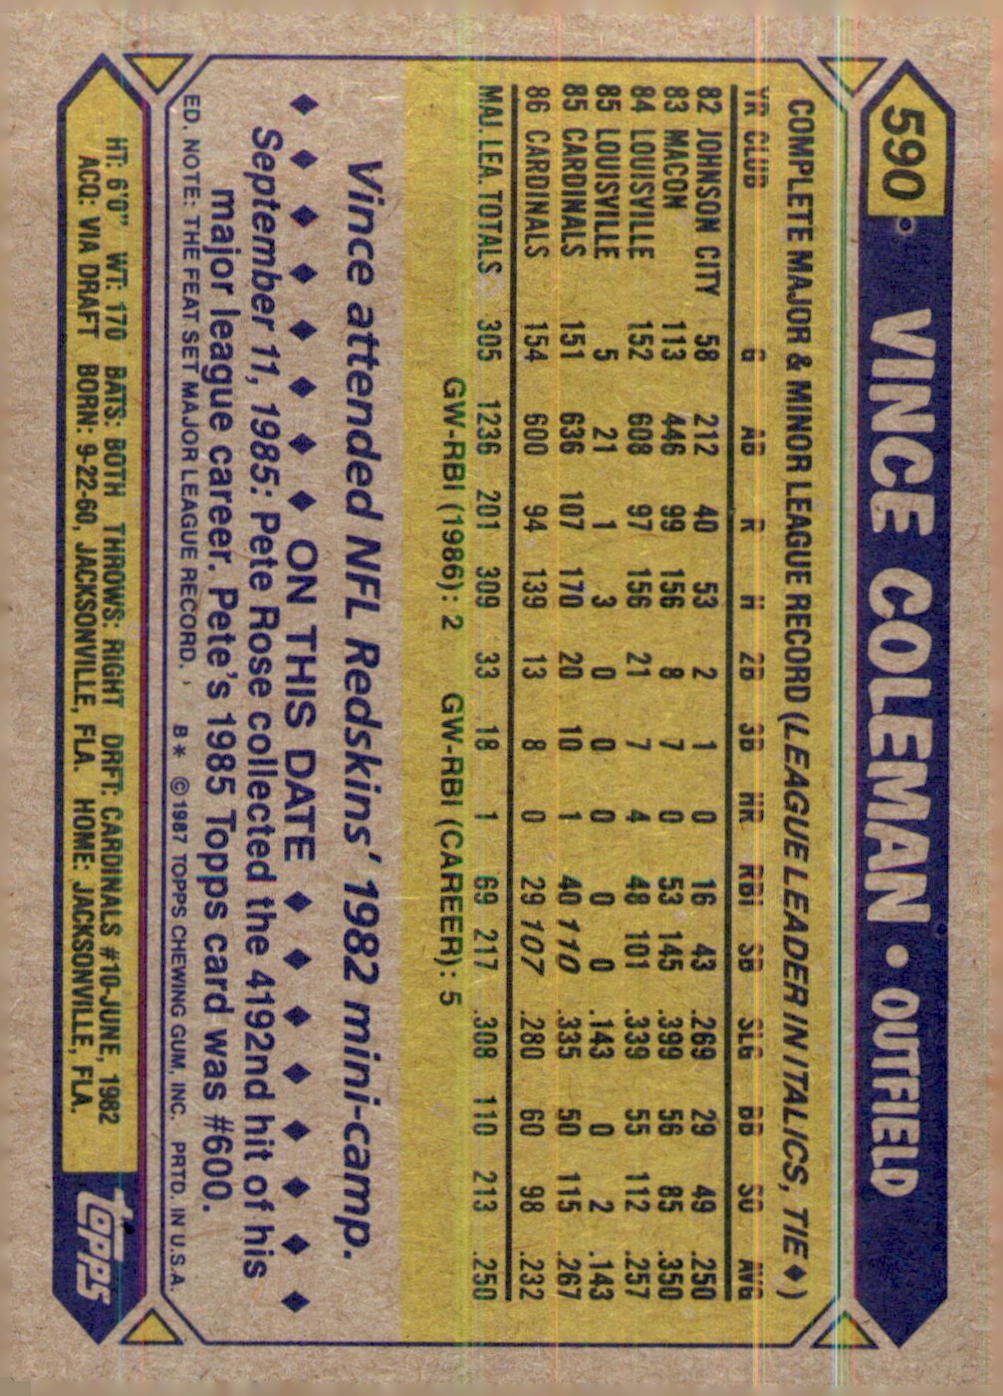 590 VINCE COLEMAN • OUTFIELD
COMPLETE MAJOR & MINOR LEAGUE RECORD (LEAGUE LEADER IN ITALICS, TIE ♦)
YR CLUB G AB R H 2B 3B HR RBI SB SLG BB SO AVG
82 JOHNSON CITY 58 212 40 53 2 1 0 16 43 .269 29 49 .250
83 MACON 113 446 99 156 8 7 0 53 145 .399 56 85 .350
84 LOUISVILLE 152 608 97 156 21 7 4 48 101 .339 55 112 .257
85 LOUISVILLE 5 21 1 3 0 0 0 0 0 .143 0 2 .143
85 CARDINALS 151 636 107 170 20 10 1 40 110 .335 50 115 .267
86 CARDINALS 154 600 94 139 13 8 0 29 107 .280 60 98 .232
MAJ. LEA. TOTALS 305 1236 201 309 33 18 1 69 217 .308 110 213 .250
GW-RBI (1986): 2 GW-RBI (CAREER): 5
Vince attended NFL Redskins' 1982 mini-camp.
♦ ♦ ♦ ♦ ♦ ♦ ♦ ♦ ON THIS DATE ♦ ♦ ♦ ♦ ♦ ♦ ♦ ♦
September 11, 1985: Pete Rose collected the 4192nd hit of his
major league career. Pete's 1985 Topps card was #600.
ED. NOTE: THE FEAT SET MAJOR LEAGUE RECORD. B* ©1987 TOPPS CHEWING GUM, INC. PRTD. IN U.S.A.
HT: 6'0" WT: 170 BATS: BOTH THROWS: RIGHT DRFT: CARDINALS #10-JUNE, 1982
ACQ: VIA DRAFT BORN: 9-22-60, JACKSONVILLE, FLA. HOME: JACKSONVILLE, FLA.
topps